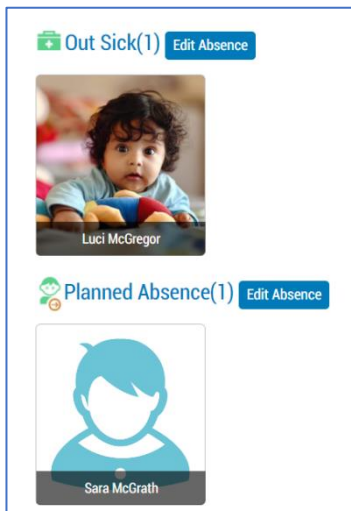 Out Sick(1) Edit Absence
Luci McGregor
Planned Absence(1) Edit Absence
Sara McGrath